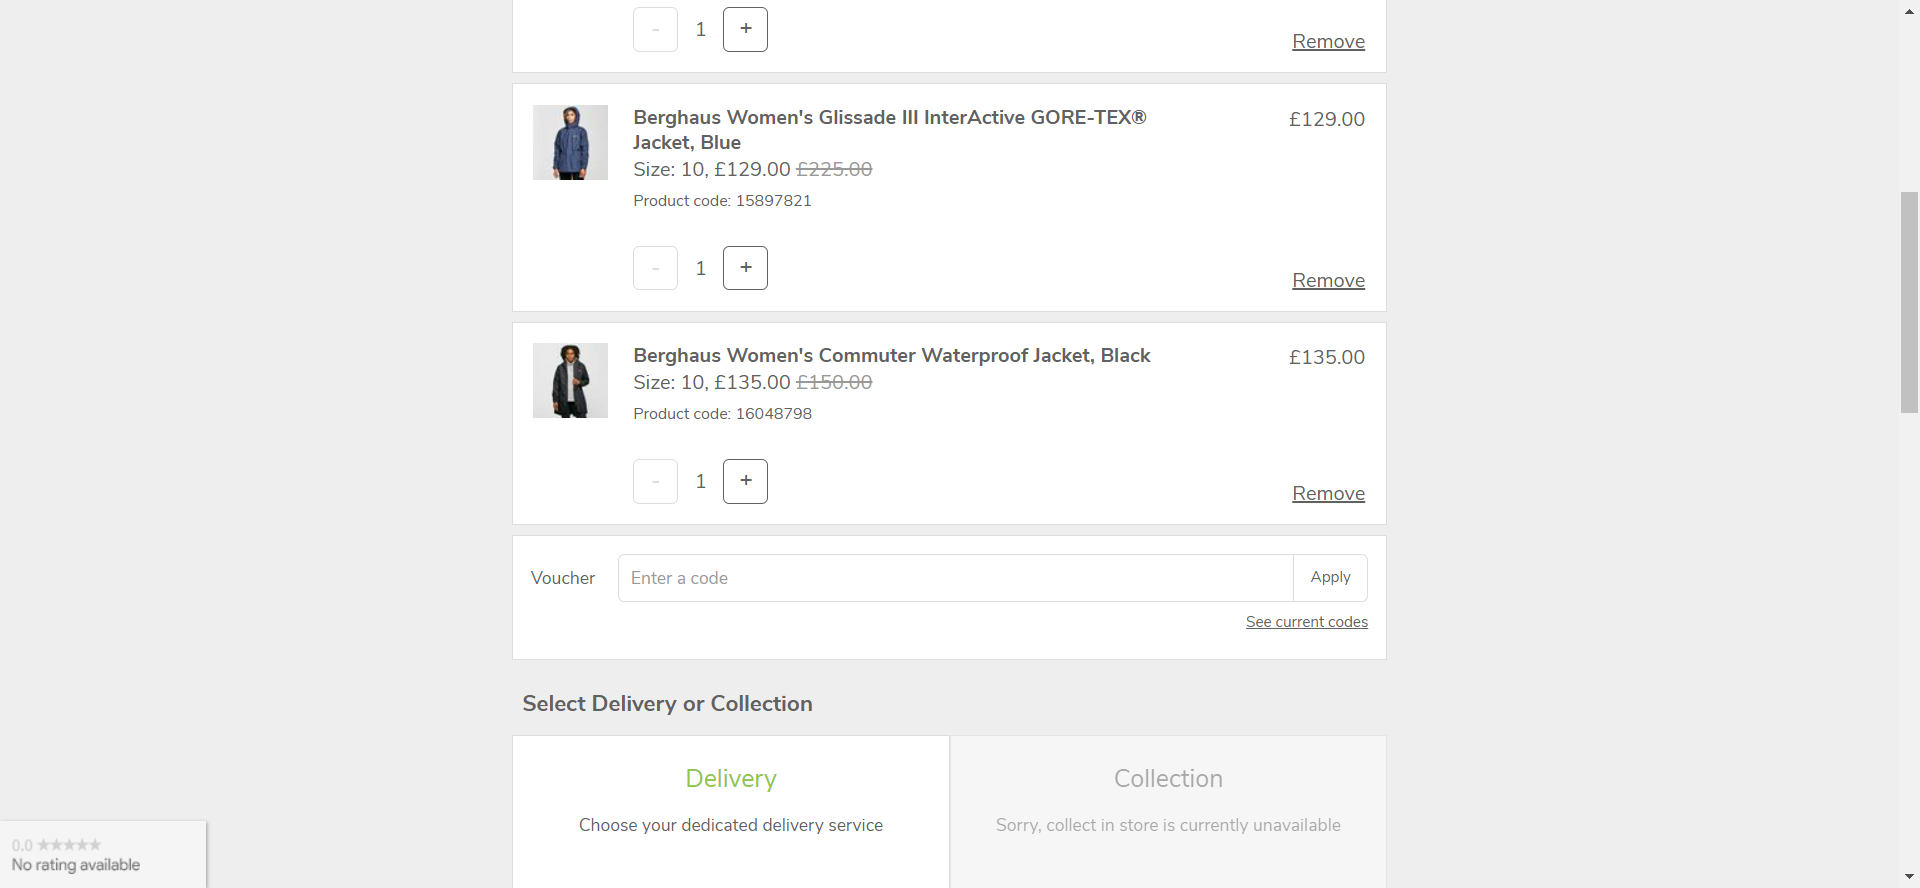 - 1 +
Remove
Berghaus Women's Glissade III InterActive GORE-TEX® £129.00
Jacket, Blue
Size: 10, £129.00 £225.00
Product code: 15897821
- 1 +
Remove
Berghaus Women's Commuter Waterproof Jacket, Black £135.00
Size: 10, £135.00 £150.00
Product code: 16048798
- 1 +
Remove
Voucher Enter a code Apply
See current codes
Select Delivery or Collection
Delivery Collection
Choose your dedicated delivery service Sorry, collect in store is currently unavailable
0.0 ★★★★★
No rating available